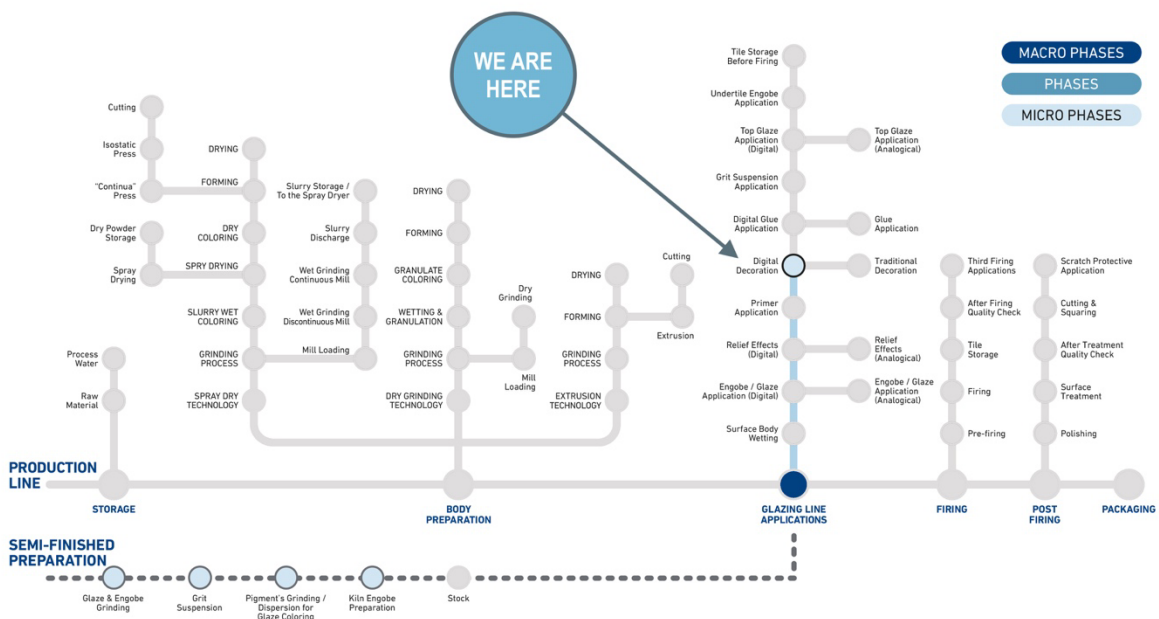 WE ARE
HERE
MACRO PHASES
PHASES
MICRO PHASES
Process
Water
Raw
Material
Cutting
Isostatic
Press
"Continua"
Press
Dry Powder
Storage
Spray
Drying
DRYING
FORMING
DRY
COLORING
SPRY DRYING
SLURRY WET
COLORING
GRINDING
PROCESS
SPRAY DRY
TECHNOLOGY
Slurry Storage /
To the Spray Dryer
Slurry
Discharge
Wet Grinding
Continuous Mill
Wet Grinding
Discontinuous Mill
Mill Loading
DRYING
FORMING
GRANULATE
COLORING
WETTING &
GRANULATION
GRINDING
PROCESS
DRY GRINDING
TECHNOLOGY
Dry
Grinding
Mill
Loading
DRYING
FORMING
GRINDING
PROCESS
EXTRUSION
TECHNOLOGY
Cutting
Extrusion
Tile Storage
Before Firing
Undertile Engobe
Application
Top Glaze
Application
(Digital)
Grit Suspension
Application
Digital Glue
Application
Digital
Decoration
Primer
Application
Relief Effects
(Digital)
Engobe / Glaze
Application (Digital)
Surface Body
Wetting
Top Glaze
Application
(Analogical)
Glue
Application
Traditional
Decoration
Relief
Effects
(Analogical)
Engobe / Glaze
Application
(Analogical)
Third Firing
Applications
After Firing
Quality Check
Tile
Storage
Firing
Pre-firing
Scratch Protective
Application
Cutting &
Squaring
After Treatment
Quality Check
Surface
Treatment
Polishing
PRODUCTION
LINE
STORAGE
BODY
PREPARATION
GLAZING LINE
APPLICATIONS
FIRING
POST
FIRING
PACKAGING
SEMI-FINISHED
PREPARATION
Glaze & Engobe
Grinding
Grit
Suspension
Pigment's Grinding /
Dispersion for
Glaze Coloring
Kiln Engobe
Preparation
Stock